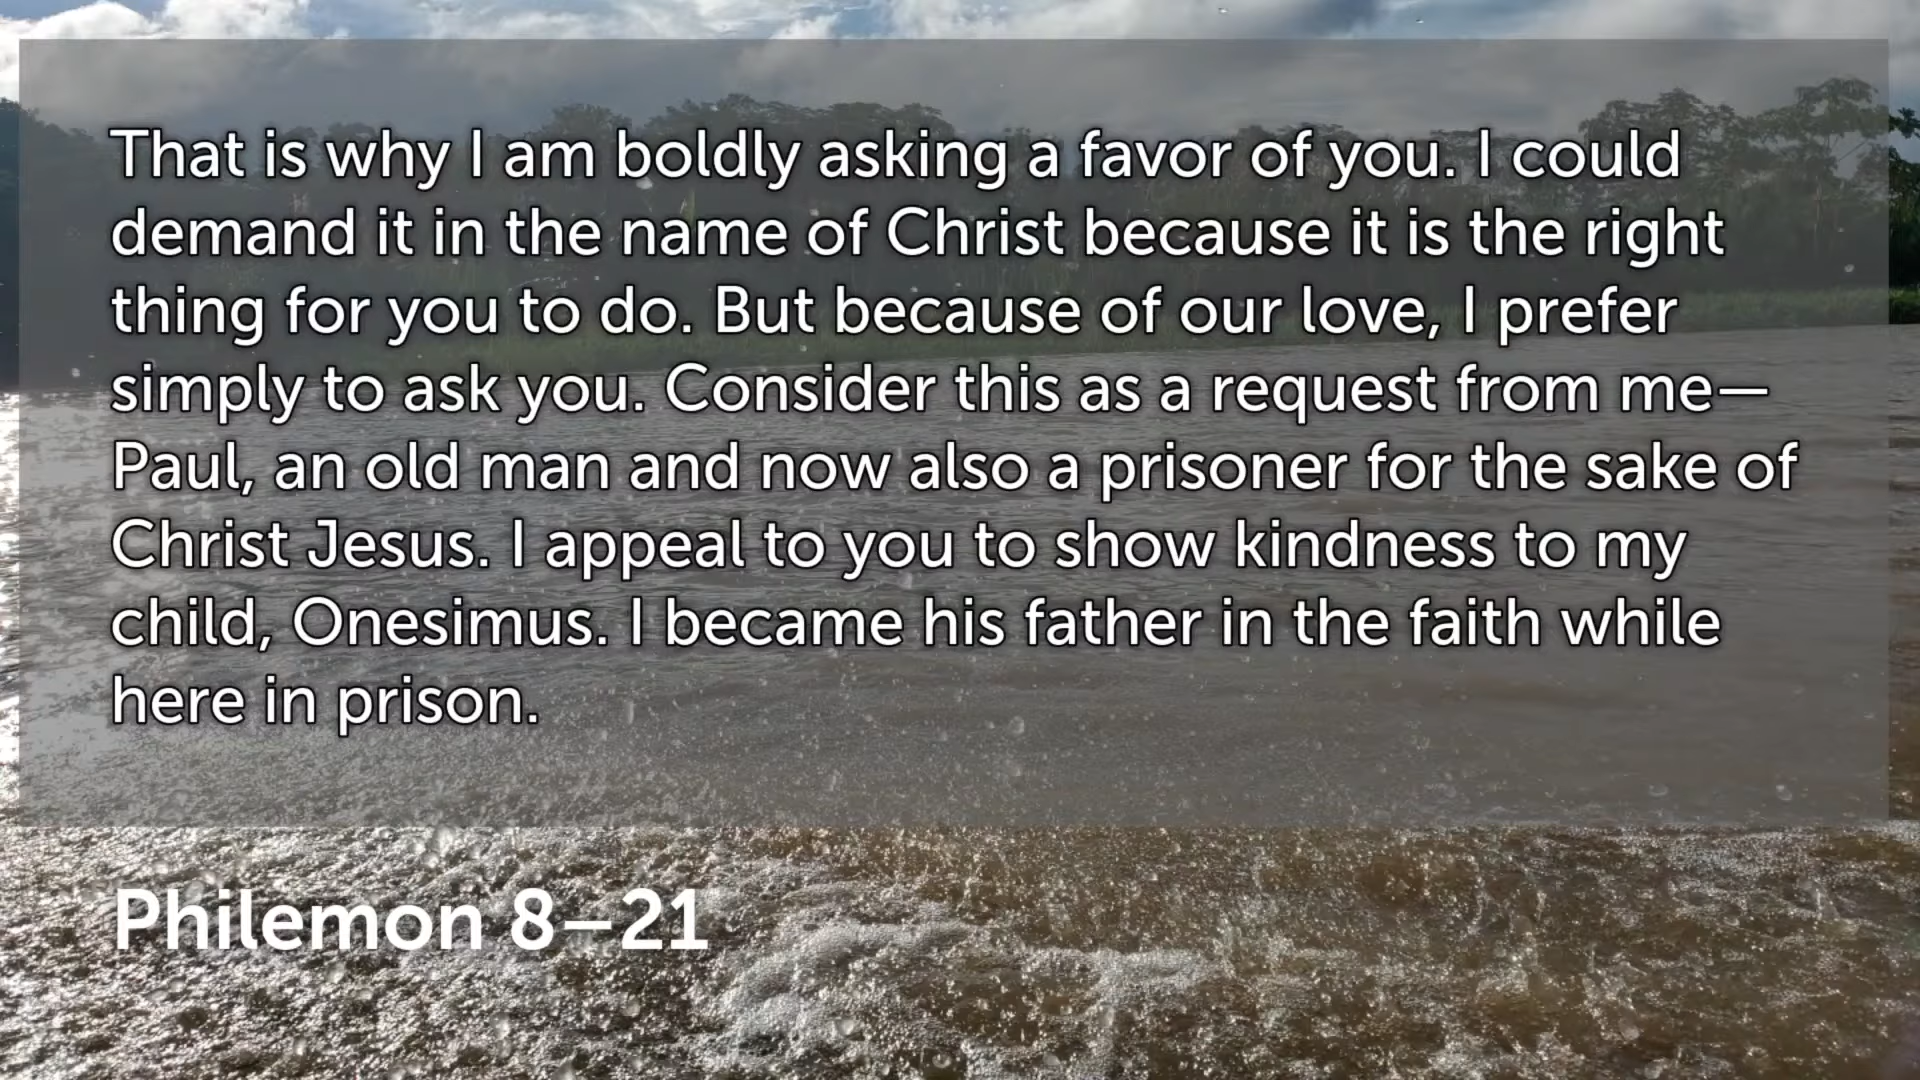 That is why I am boldly asking a favor of you. I could
demand it in the name of Christ because it is the right
thing for you to do. But because of our love, I prefer
simply to ask you. Consider this as a request from me—
Paul, an old man and now also a prisoner for the sake of
Christ Jesus. I appeal to you to show kindness to my
child, Onesimus. I became his father in the faith while
here in prison.
Philemon 8–21